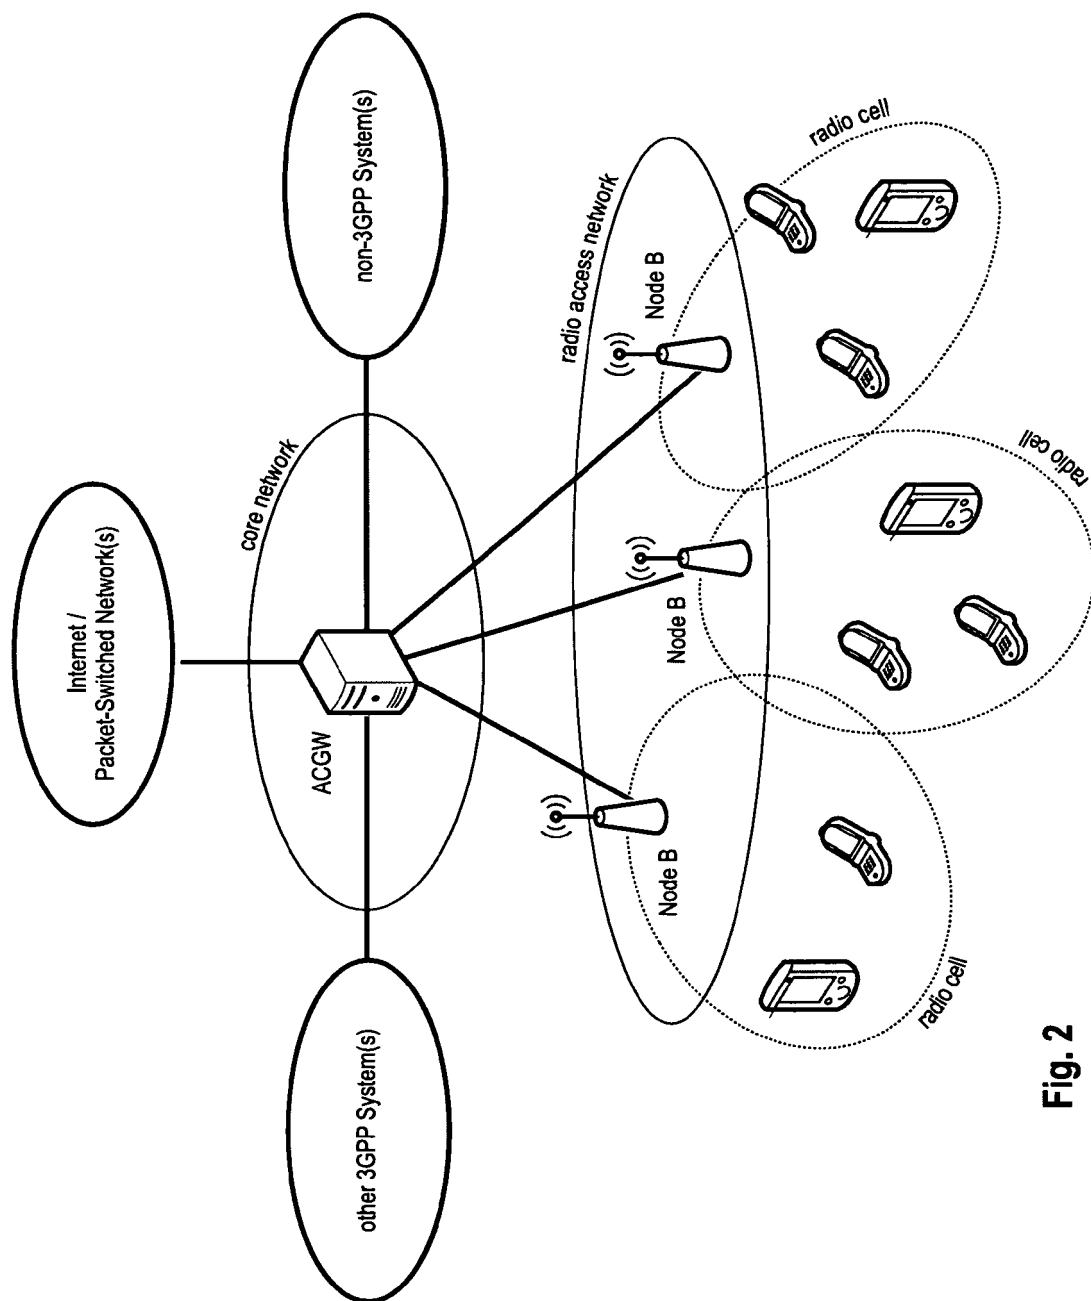 Internet /
Packet-Switched Network(s)
core network
ACGW
other 3GPP System(s)
non-3GPP System(s)
radio access network
Node B
Node B
Node B
radio cell
radio cell
radio cell
Fig. 2